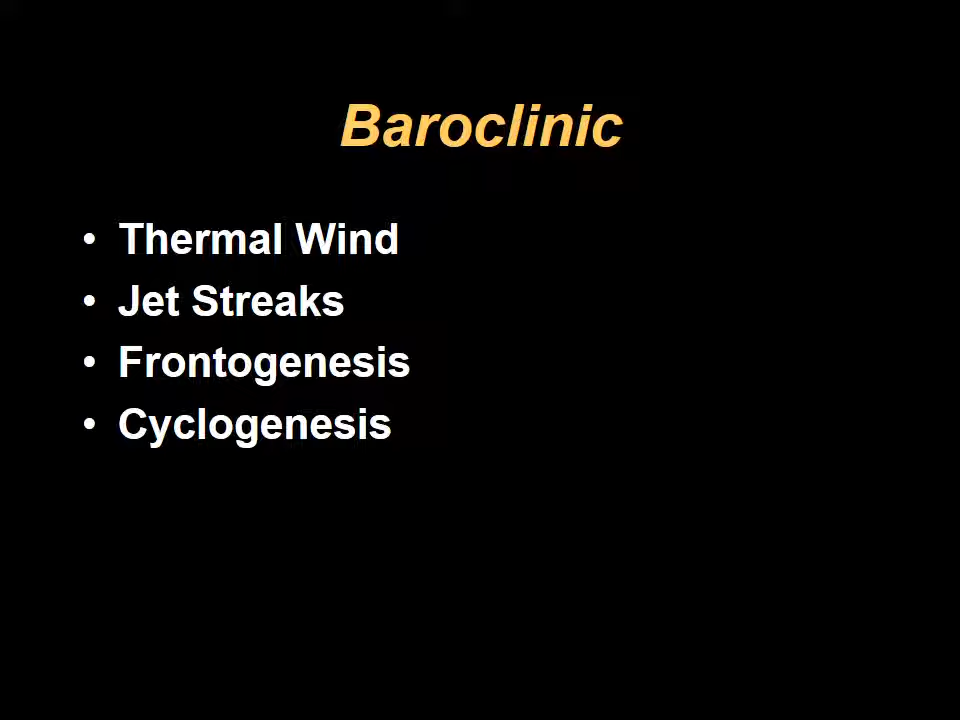 Baroclinic
• Thermal Wind
• Jet Streaks
• Frontogenesis
• Cyclogenesis